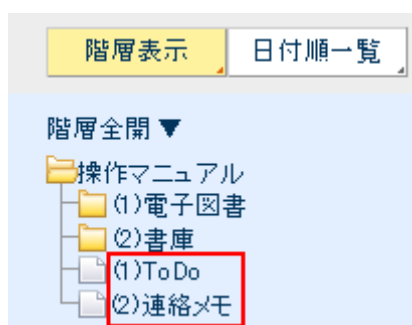 階層表示 日付順一覧
階層全開▼
操作マニュアル
(1)電子図書
(2)書庫
(1)ToDo
(2)連絡メモ